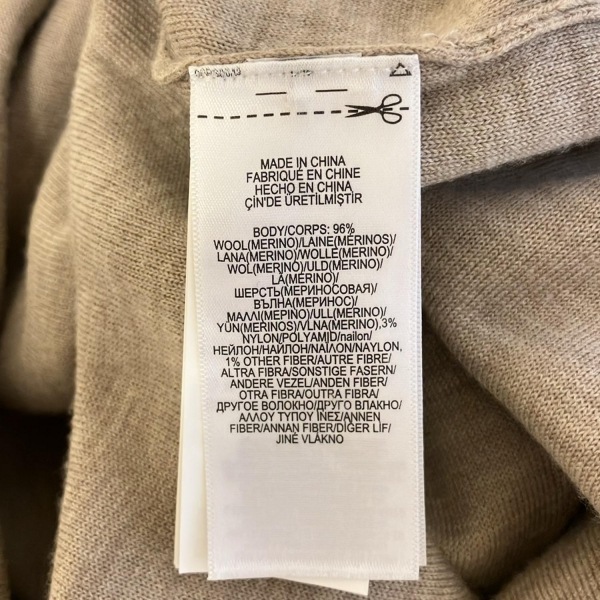 MADE IN CHINA
FABRIQUÉ EN CHINE
HECHO EN CHINA
ÇİN'DE ÜRETİLMİŞTİR
BODY/CORPS: 96%
WOOL(MERINO)/LAINE(MÉRINOS)/
LANA(MERINO)/WOLLE(MERINO)/
WOL(MERINO)/ULD(MERINO)/
LÃ(MERINO)/
ШЕРСТЬ(МЕРИНОСОВАЯ)/
ВЪЛНА(МЕРИНОС)/
ΜΑΛΛΙ(ΜΕΡΙΝΟ)/ULL(MERINO)/
YÜN(MERINOS)/VLNA(MERINO),3%
NYLON/POLYAMID/nailon/
НЕЙЛОН/НАЙЛОН/ΝΑΪΛΟΝ/NAYLON,
1% OTHER FIBER/AUTRE FIBRE/
ALTRA FIBRA/SONSTIGE FASERN/
ANDERE VEZEL/ANDEN FIBER/
OTRA FIBRA/OUTRA FIBRA/
ДРУГОЕ ВОЛОКНО/ДРУГО ВЛАКНО/
ΑΛΛΟΥ ΤΥΠΟΥ ΙΝΕΣ/ANNEN
FIBER/ANNAN FIBER/DİĞER LİF/
JINÉ VLÁKNO